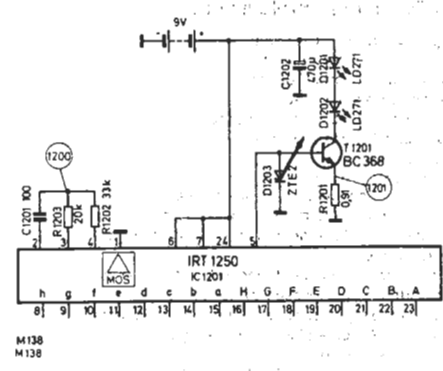 9V
C1202
470µ
D1201
LD271
D1202
LD271
T1201
BC 368
D1203
ZTE2
R1201
0,91
1201
1200
C1201 100
R1203
20k
R1202
33k
2 3 4 1 6 7 24 5
IRT 1250
IC1201
MOS
h g f e d c b a H G F E D C B A
8 9 10 11 12 13 14 15 16 17 18 19 20 21 22 23
M138
M138